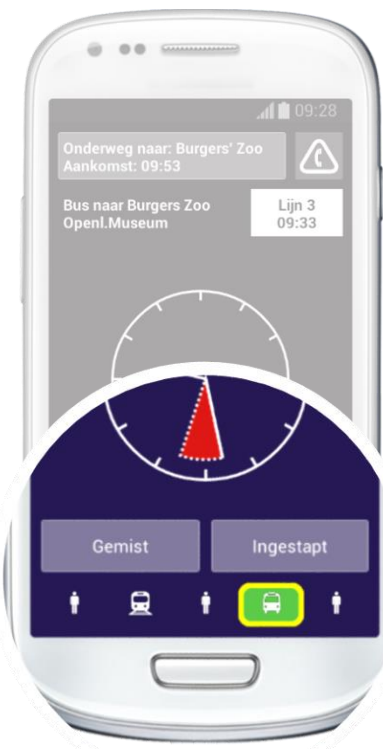 09:28
Onderweg naar: Burgers' Zoo
Aankomst: 09:53
Bus naar Burgers Zoo
Openl.Museum
Lijn 3
09:33
Gemist
Ingestapt